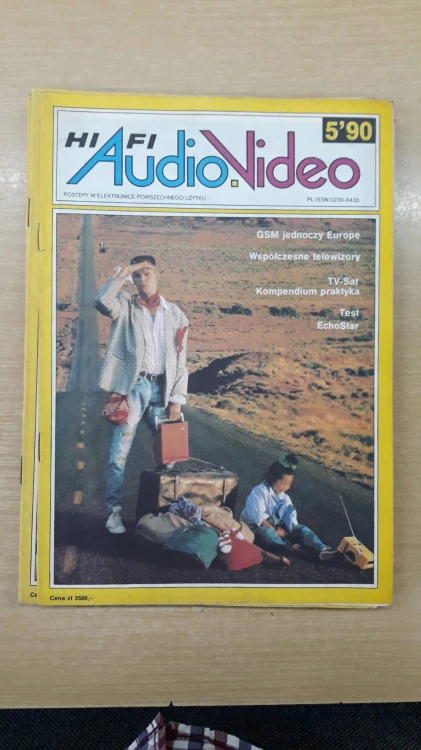 HI FI
5'90
Audio.Video
POSTĘPY W ELEKTRONICE POWSZECHNEGO UŻYTKU
PL ISSN 0239-8435
GSM jednoczy Europę
Współczesne telewizory
TV-Sat
Kompendium praktyka
Test
EchoStar
Ce
Cena zł 3500,-